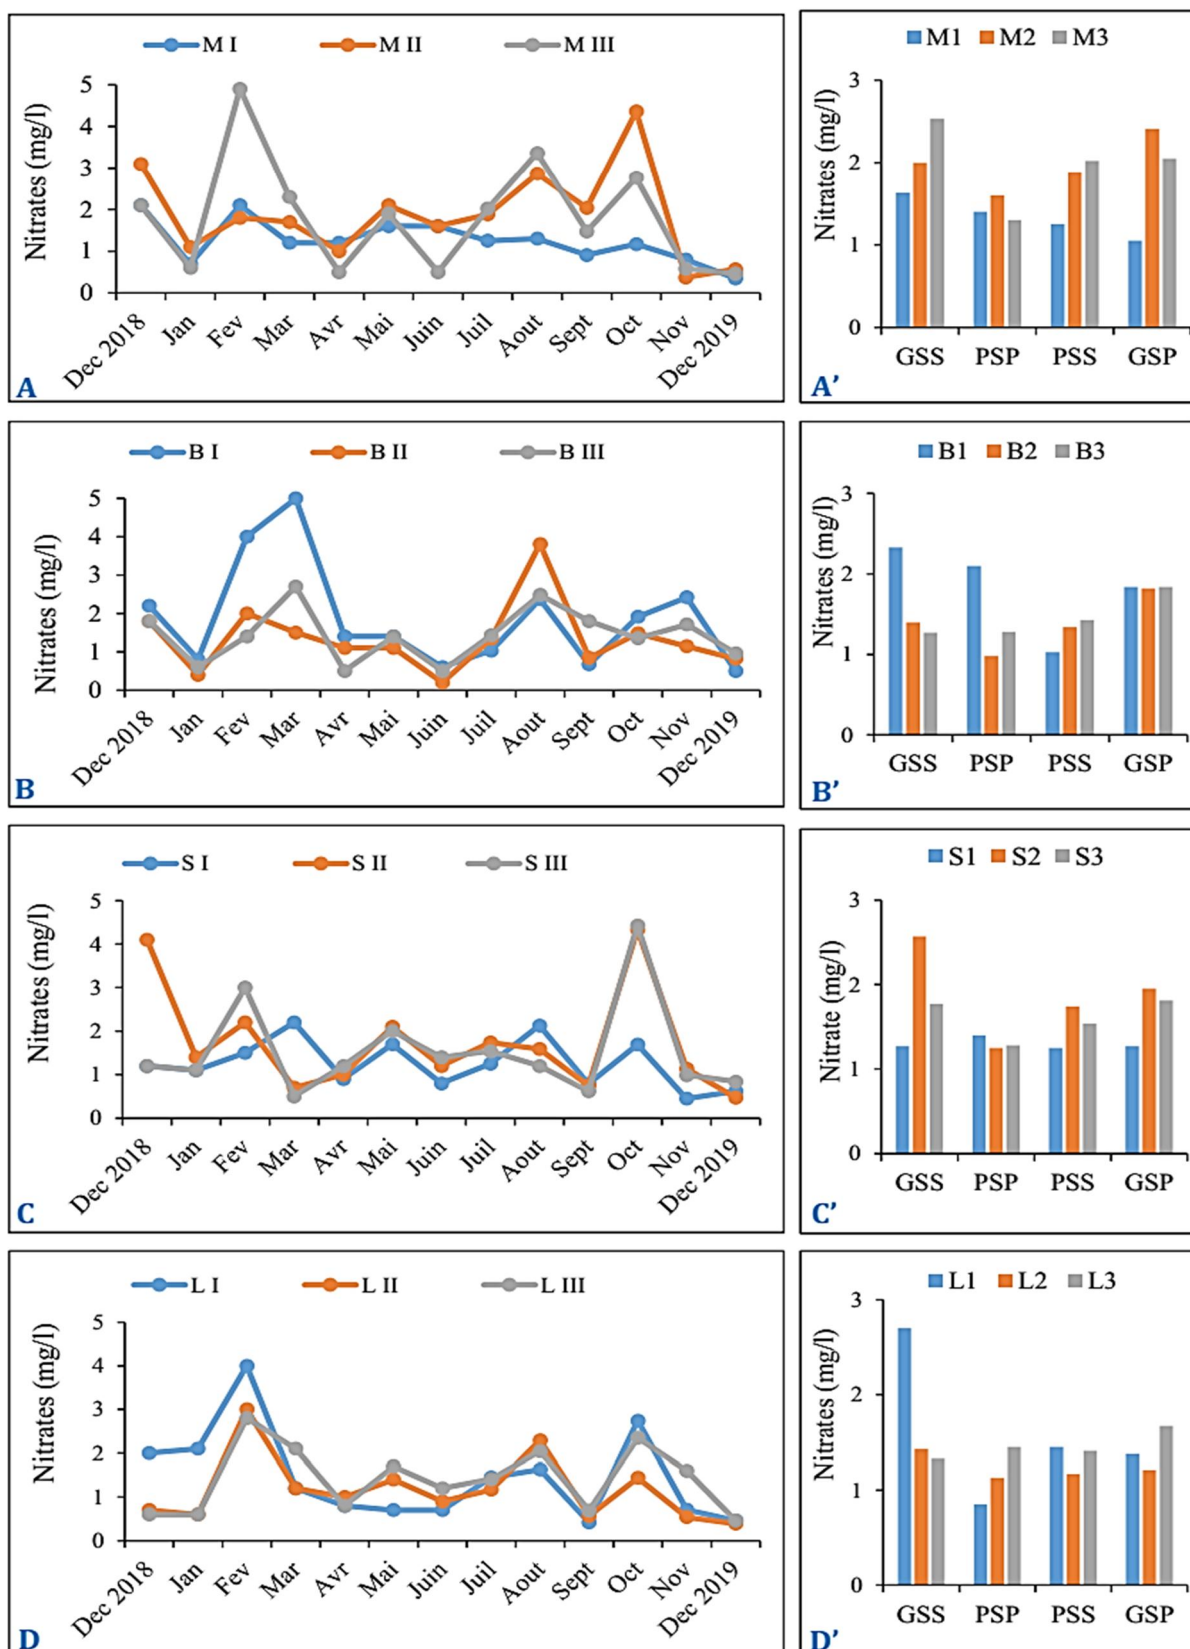 M I M II M III
Nitrates (mg/l)
5
4
3
2
1
0
Dec 2018 Jan Fev Mar Avr Mai Juin Juil Aout Sept Oct Nov Dec 2019
A
M1 M2 M3
Nitrates (mg/l)
3
2
1
0
GSS PSP PSS GSP
A’
B I B II B III
Nitrates (mg/l)
5
4
3
2
1
0
Dec 2018 Jan Fev Mar Avr Mai Juin Juil Aout Sept Oct Nov Dec 2019
B
B1 B2 B3
Nitrates (mg/l)
3
2
1
0
GSS PSP PSS GSP
B’
S I S II S III
Nitrates (mg/l)
5
4
3
2
1
0
Dec 2018 Jan Fev Mar Avr Mai Juin Juil Aout Sept Oct Nov Dec 2019
C
S1 S2 S3
Nitrate (mg/l)
3
2
1
0
GSS PSP PSS GSP
C’
L I L II L III
Nitrates (mg/l)
5
4
3
2
1
0
Dec 2018 Jan Fev Mar Avr Mai Juin Juil Aout Sept Oct Nov Dec 2019
D
L1 L2 L3
Nitrates (mg/l)
3
2
1
0
GSS PSP PSS GSP
D’